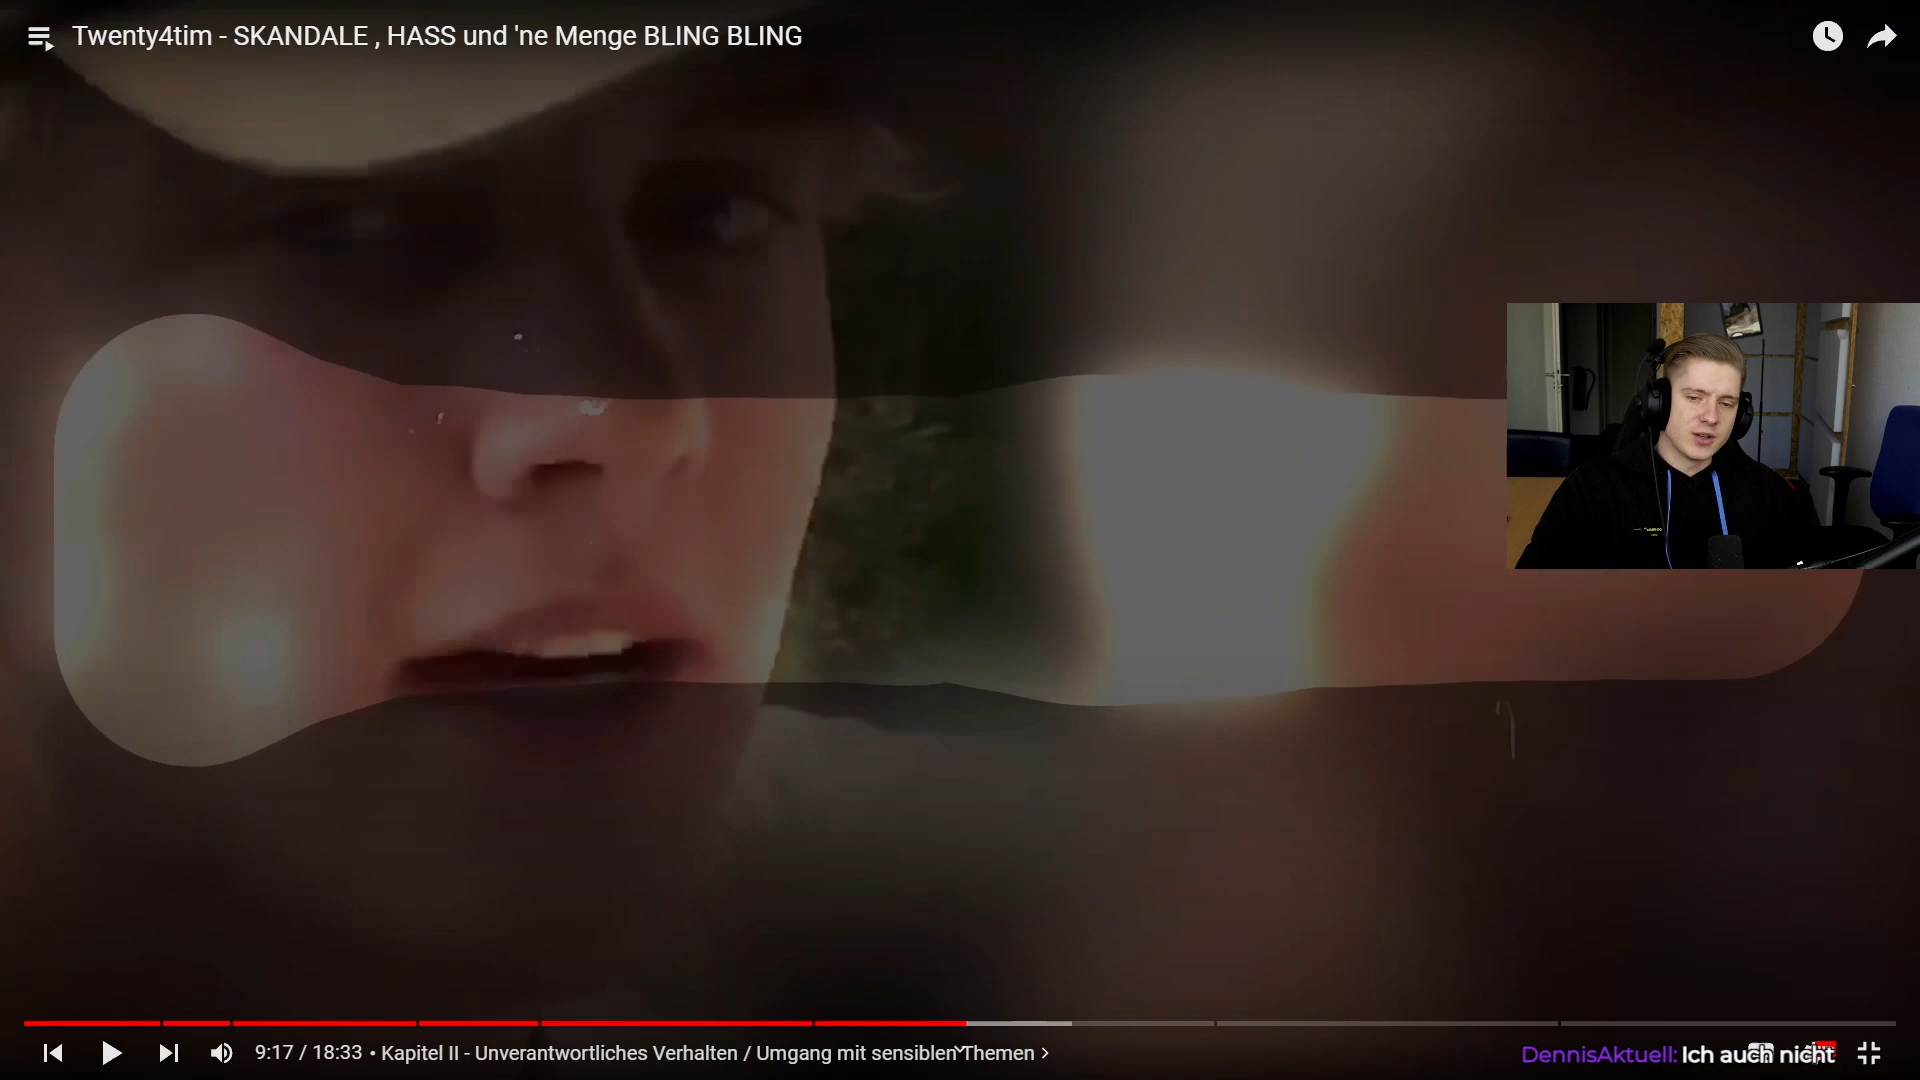 Twenty4tim - SKANDALE , HASS und 'ne Menge BLING BLING
9:17 / 18:33 • Kapitel II - Unverantwortliches Verhalten / Umgang mit sensiblen Themen
DennisAktuell: Ich auch nicht